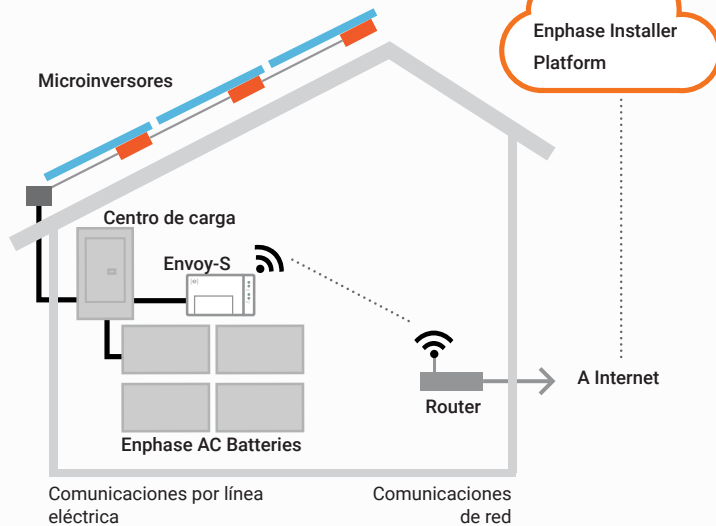 Enphase Installer
Platform
Microinversores
Centro de carga
Envoy-S
A Internet
Router
Enphase AC Batteries
Comunicaciones por línea
eléctrica
Comunicaciones
de red